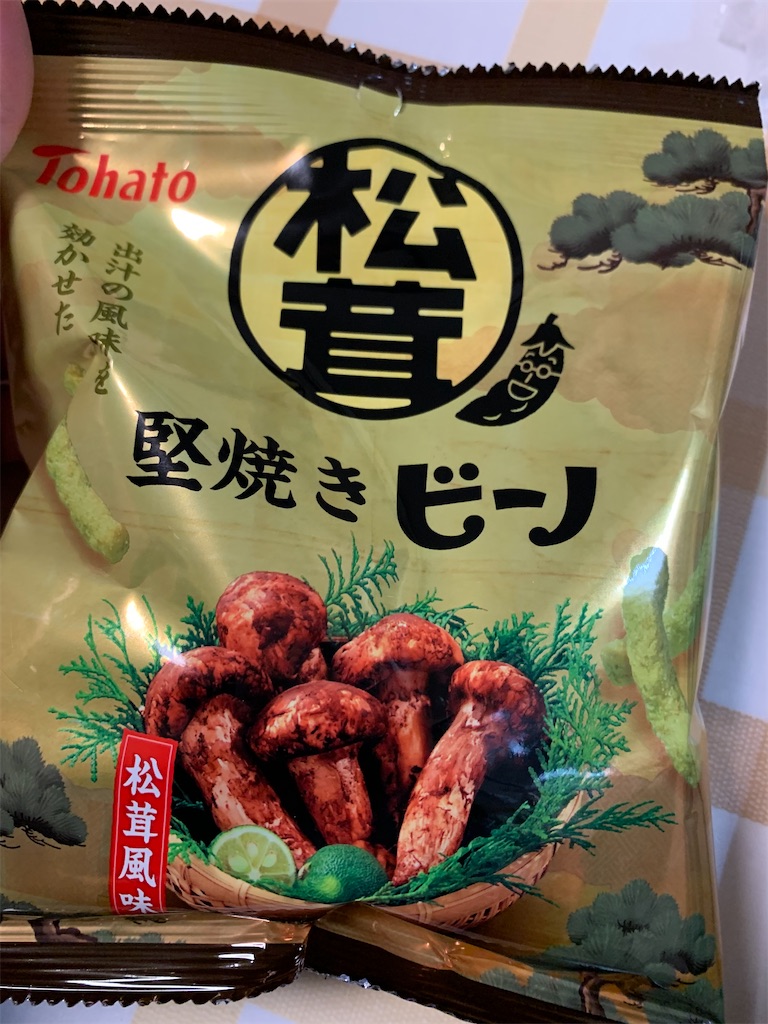 Tohato
松茸
出汁の風味を
効かせた
堅焼きビーノ
松茸風味